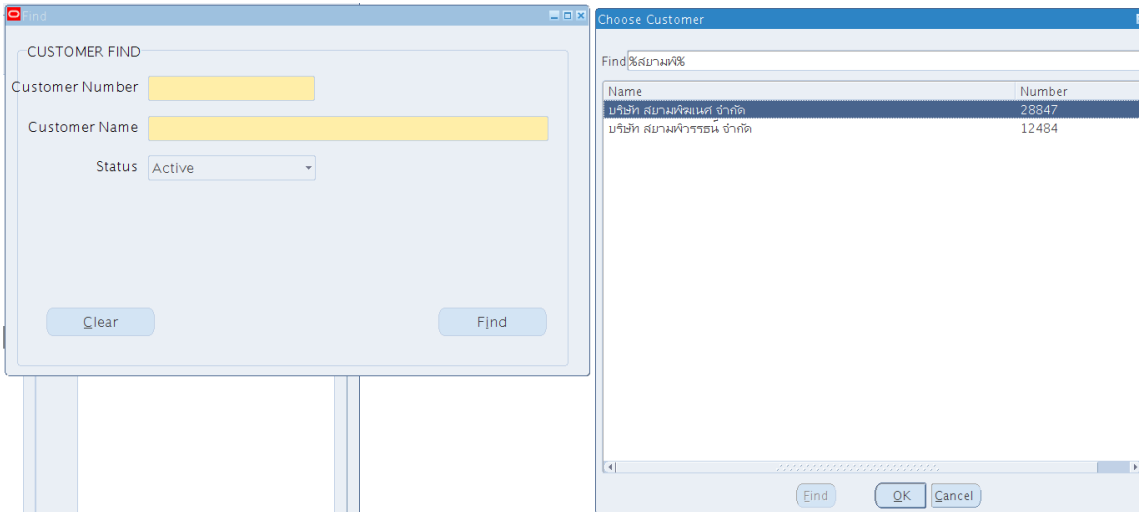 Find
CUSTOMER FIND
Customer Number
Customer Name
Status Active
Clear Find
Choose Customer
Find %สยามพิ%
Name Number
บริษัท สยามพิฆเนศ จำกัด 28847
บริษัท สยามพิวรรธน์ จำกัด 12484
Find OK Cancel